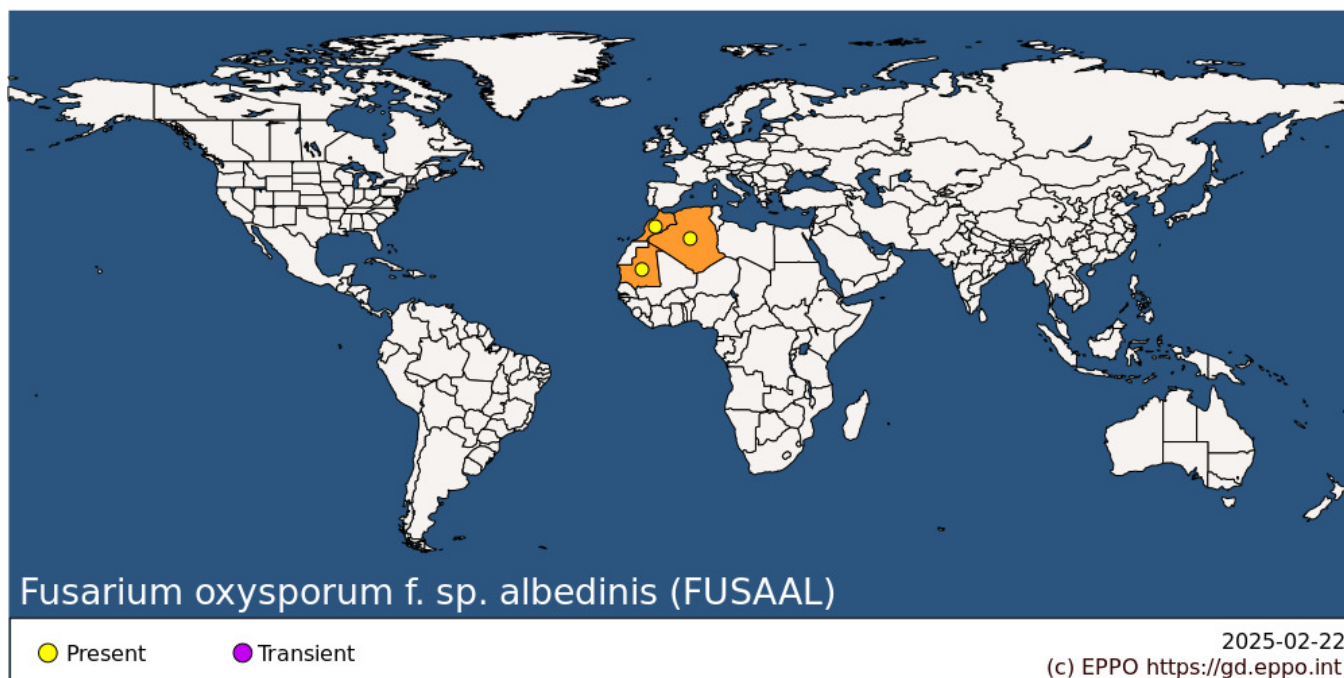 Fusarium oxysporum f. sp. albedinis (FUSAAL)
Present
Transient
2025-02-22
(c) EPPO https://gd.eppo.int